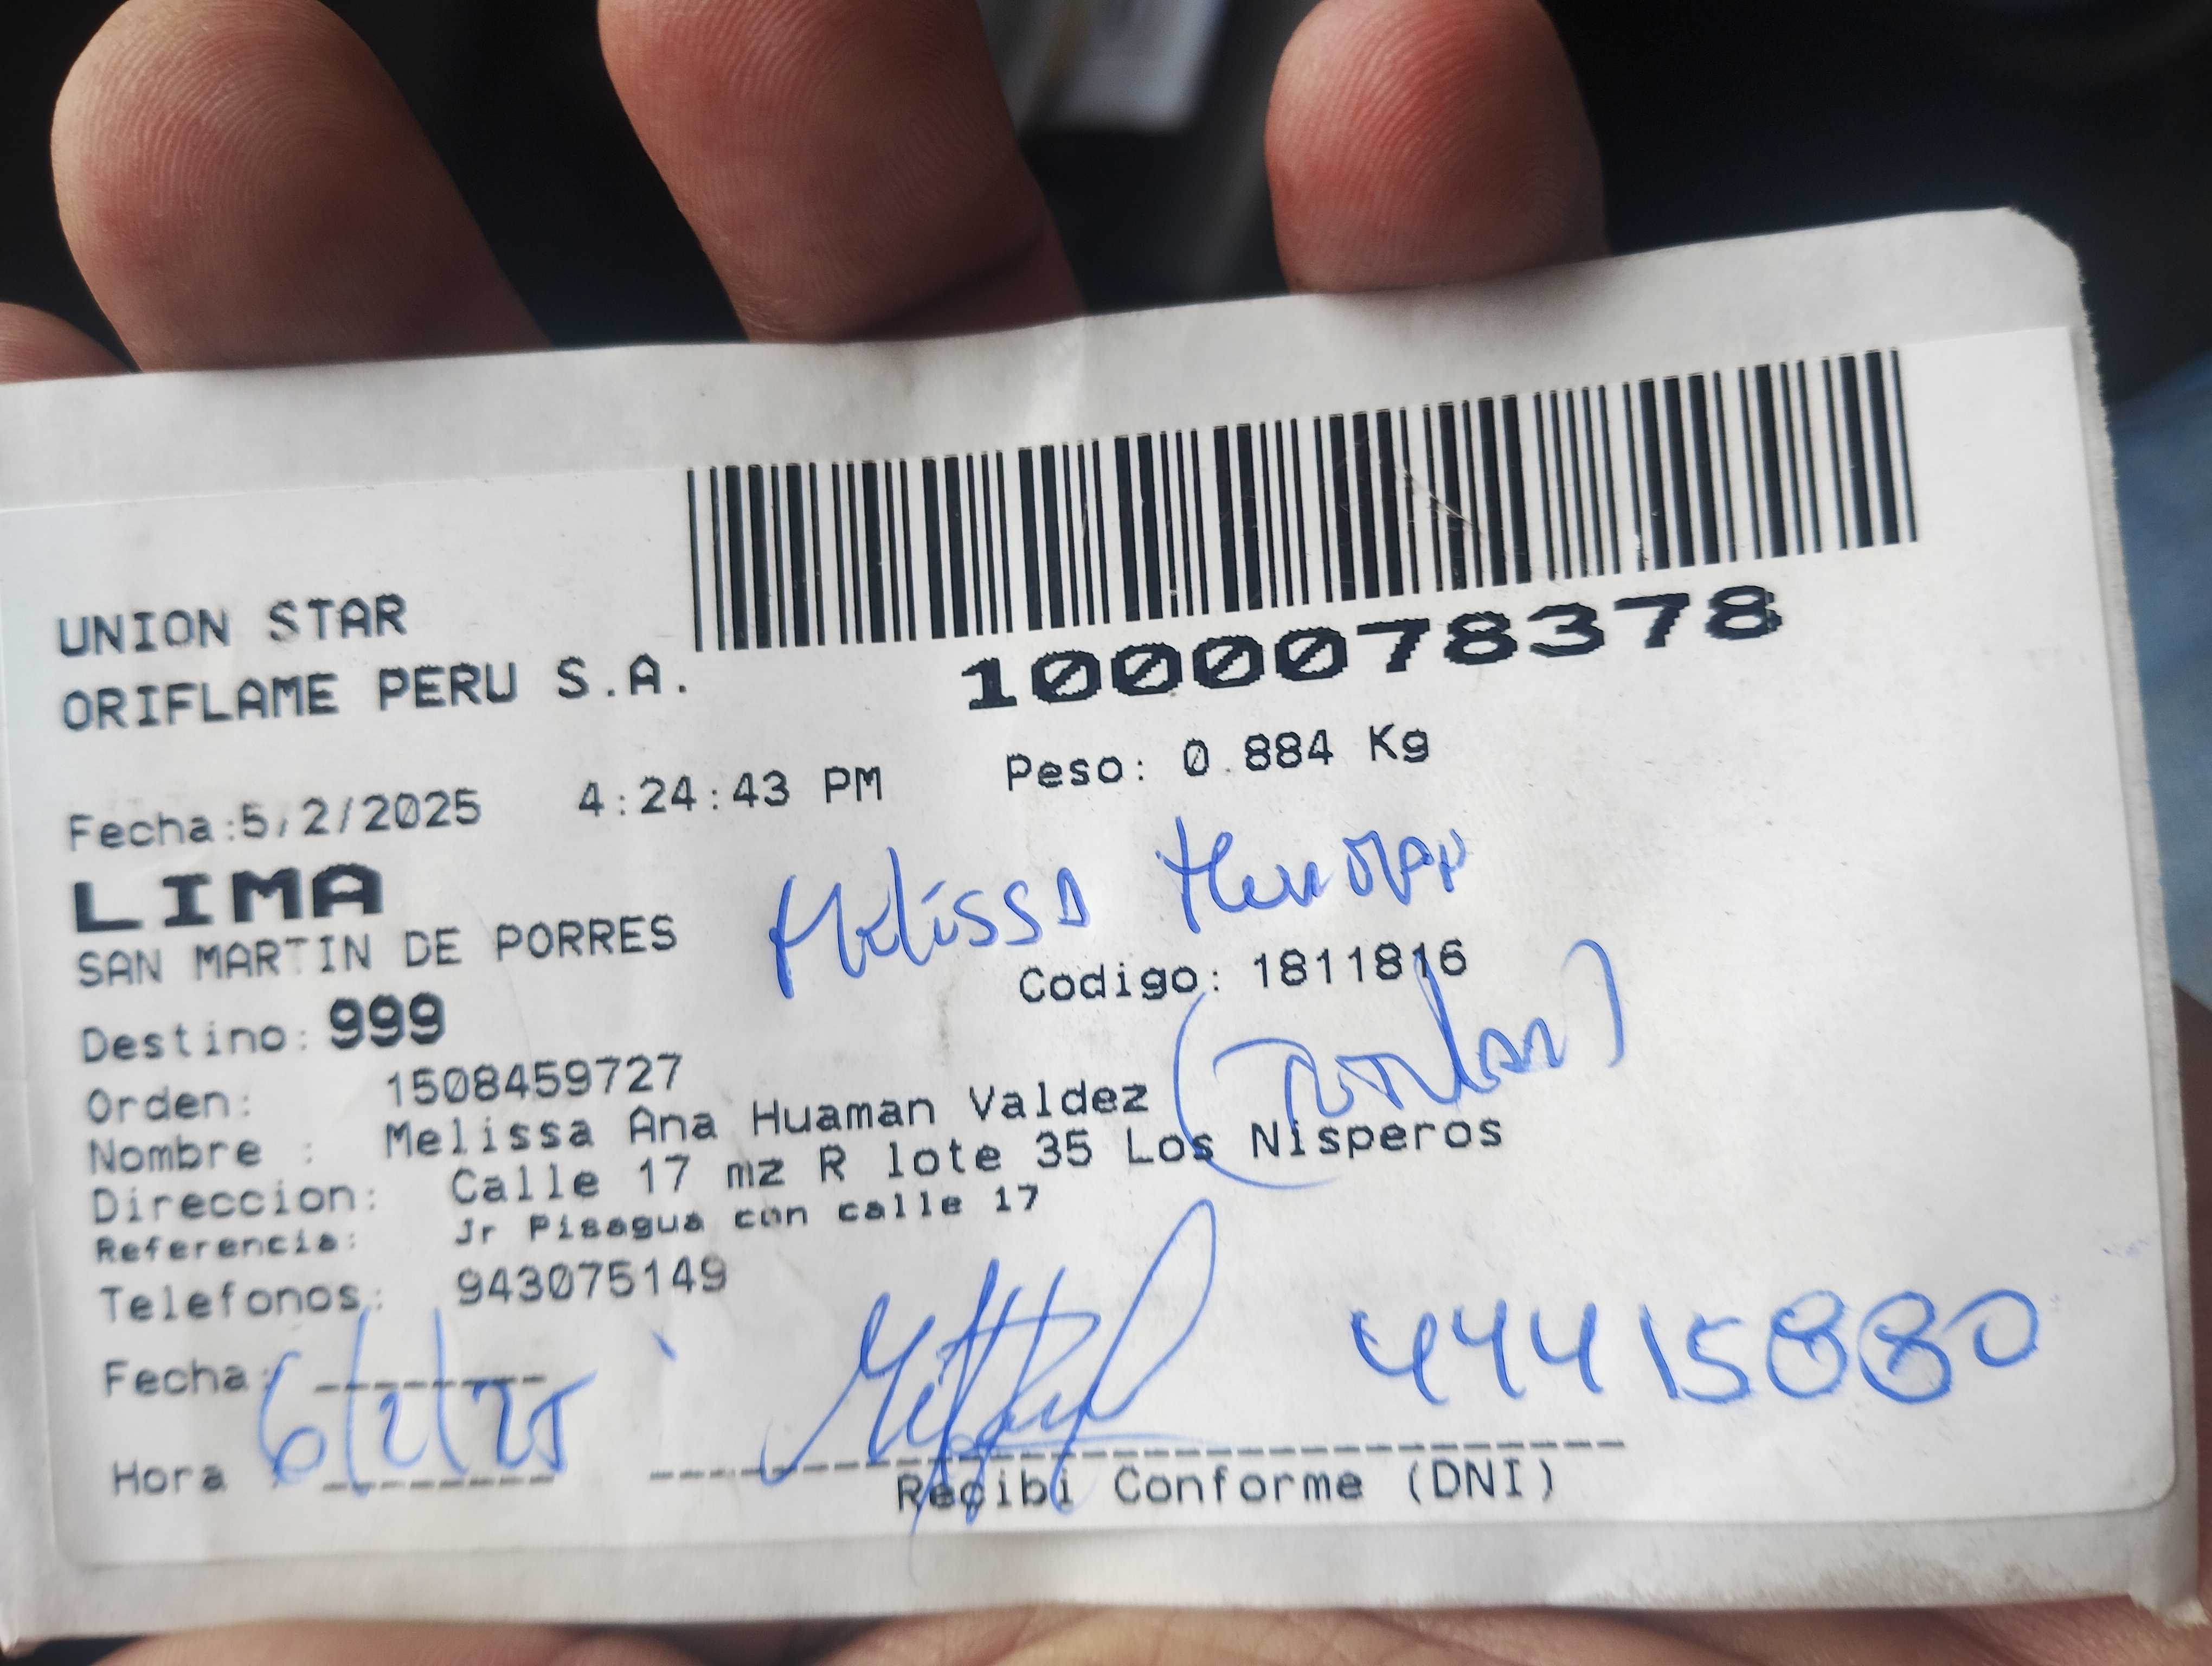 1000078378
UNION STAR
ORIFLAME PERU S.A.
Fecha:5/2/2025 4:24:43 PM Peso: 0.884 Kg
LIMA
Melissa Huaman
SAN MARTIN DE PORRES
Codigo: 1811816
Destino: 999
(Titular)
Orden: 1508459727
Nombre : Melissa Ana Huaman Valdez
Direccion: Calle 17 mz R lote 35 Los Nisperos
Referencia: Jr Pisagua con calle 17
Telefonos: 943075149
Fecha: 6/2/25
44415880
Hora
Recibi Conforme (DNI)